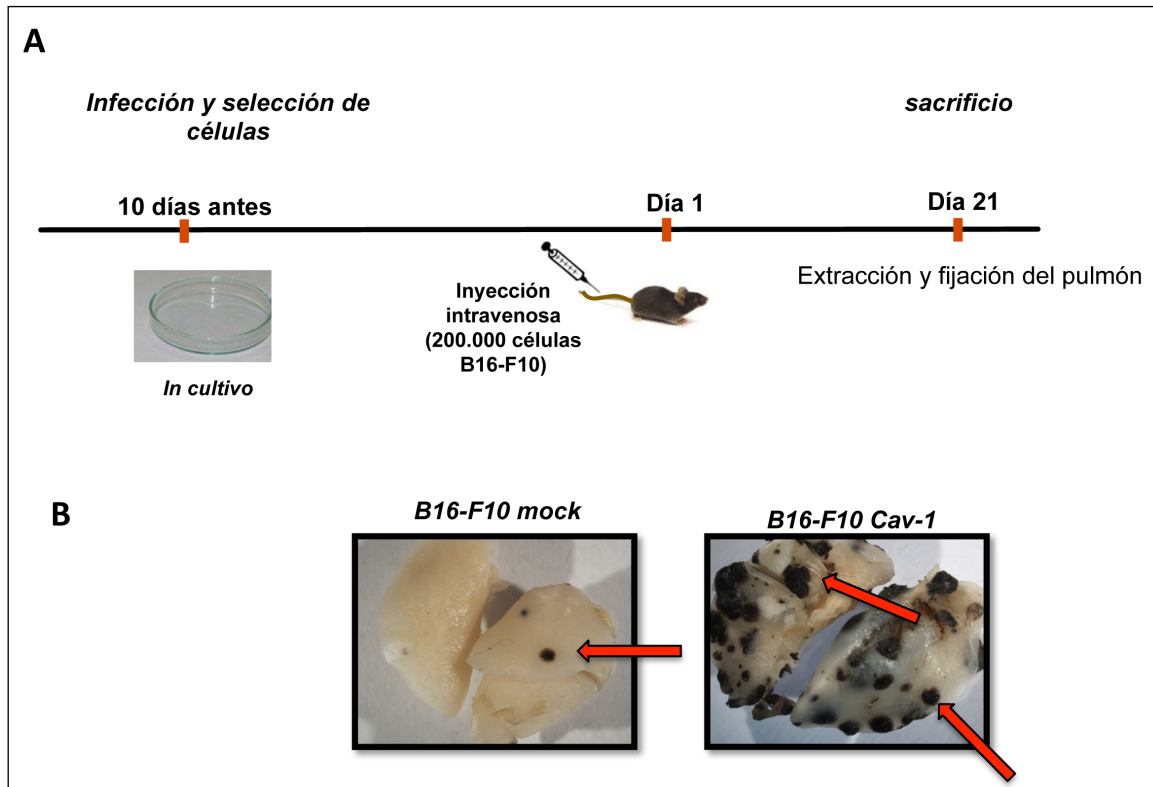 A
Infección y selección de
células
sacrificio
10 días antes
Día 1
Día 21
In cultivo
Inyección
intravenosa
(200.000 células
B16-F10)
Extracción y fijación del pulmón
B
B16-F10 mock
B16-F10 Cav-1